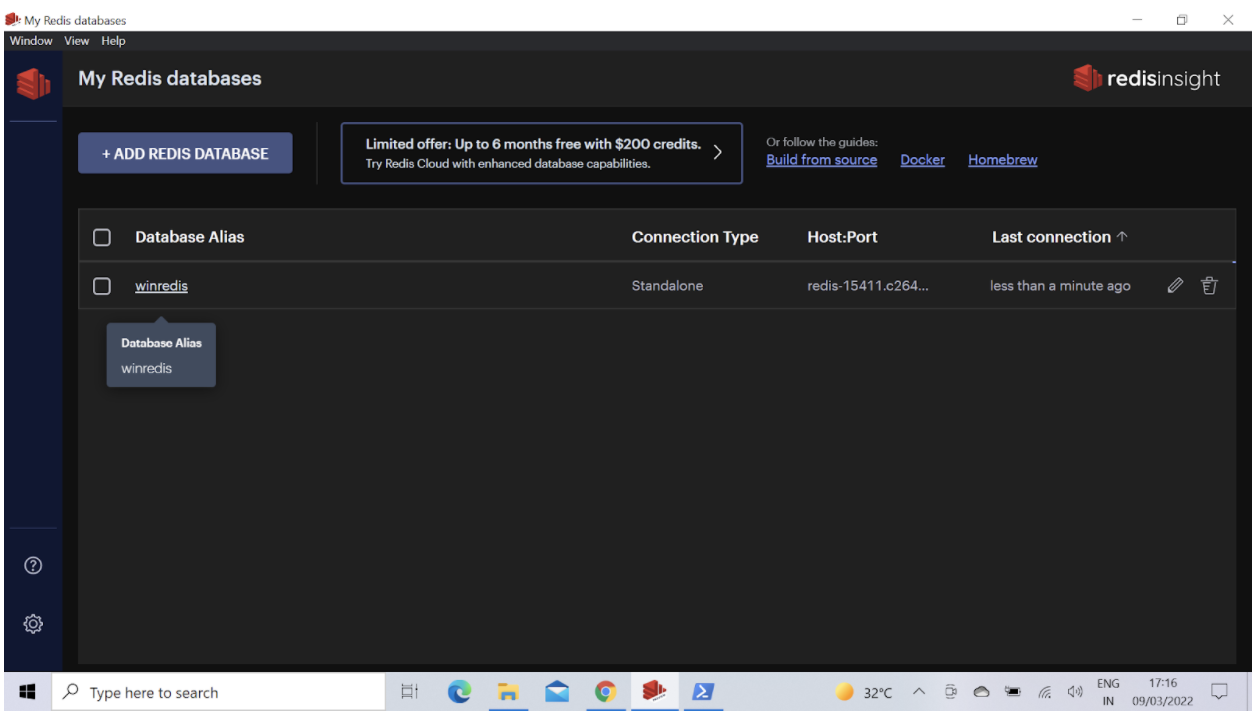 My Redis databases
Window View Help
My Redis databases
redisinsight
+ ADD REDIS DATABASE
Limited offer: Up to 6 months free with $200 credits.
Try Redis Cloud with enhanced database capabilities.
Or follow the guides:
Build from source Docker Homebrew
Database Alias Connection Type Host:Port Last connection ↑
winredis Standalone redis-15411.c264... less than a minute ago
Database Alias
winredis
Type here to search
32°C
ENG
IN
17:16
09/03/2022